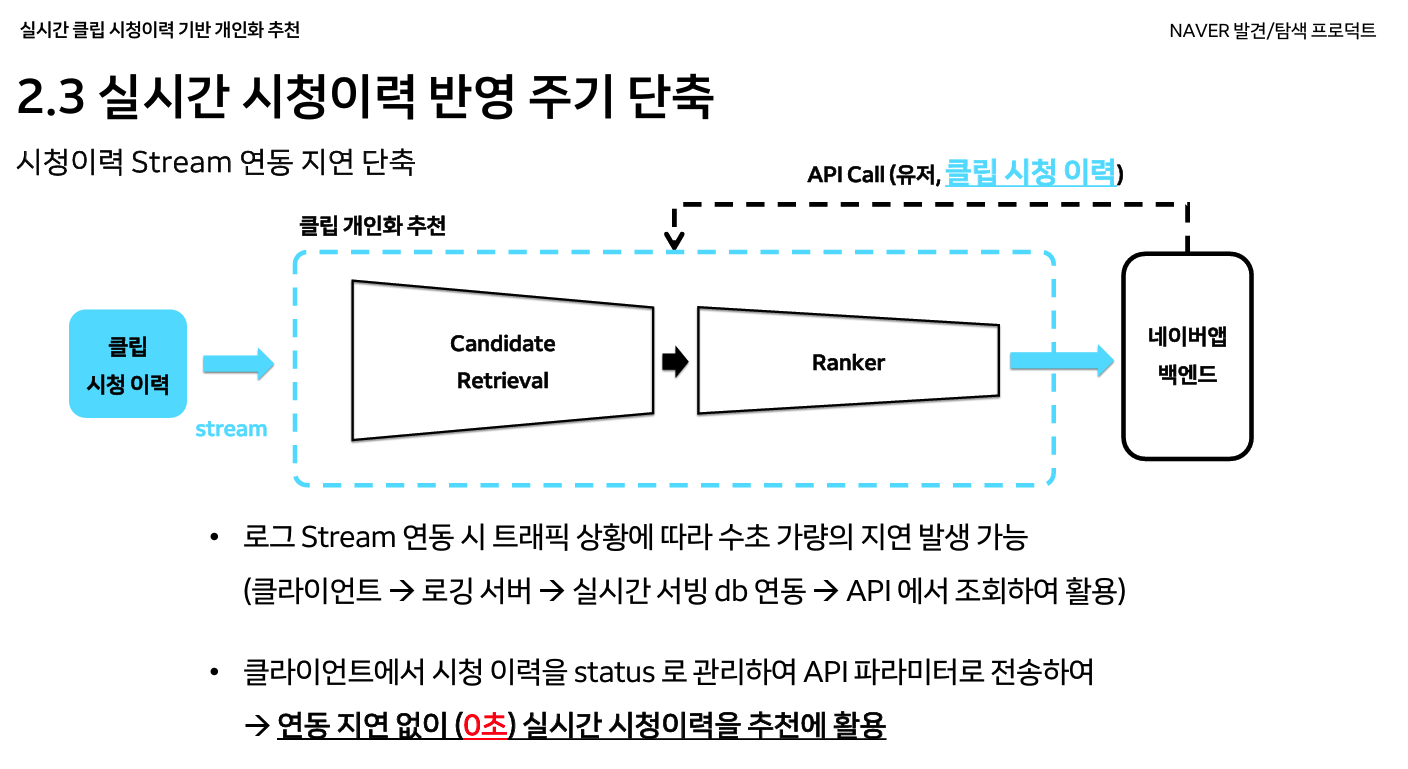 실시간 클립 시청이력 기반 개인화 추천
NAVER 발견/탐색 프로덕트
2.3 실시간 시청이력 반영 주기 단축
시청이력 Stream 연동 지연 단축
API Call (유저, 클립 시청 이력)
클립 개인화 추천
클립
시청 이력
stream
Candidate
Retrieval
Ranker
네이버앱
백엔드
• 로그 Stream 연동 시 트래픽 상황에 따라 수초 가량의 지연 발생 가능
(클라이언트 → 로깅 서버 → 실시간 서빙 db 연동 → API 에서 조회하여 활용)
• 클라이언트에서 시청 이력을 status 로 관리하여 API 파라미터로 전송하여
→ 연동 지연 없이 (0초) 실시간 시청이력을 추천에 활용